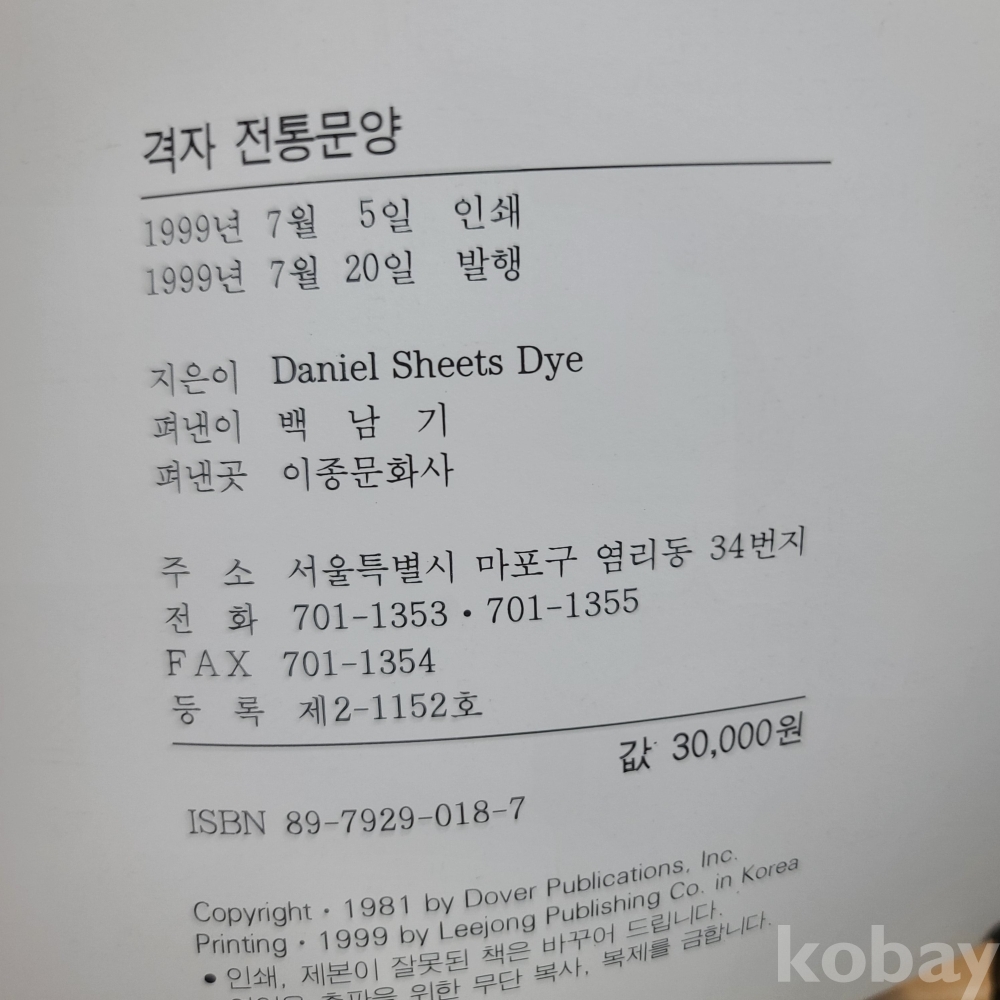 격자 전통문양
1999년 7월 5일 인쇄
1999년 7월 20일 발행
지은이 Daniel Sheets Dye
펴낸이 백 남 기
펴낸곳 이종문화사
주 소 서울특별시 마포구 염리동 34번지
전 화 701-1353 · 701-1355
FAX 701-1354
등 록 제2-1152호
값 30,000원
ISBN 89-7929-018-7
Copyright · 1981 by Dover Publications, Inc.
Printing · 1999 by Leejong Publishing Co. in Korea
• 인쇄, 제본이 잘못된 책은 바꾸어 드립니다.
위한 무단 복사, 복제를 금합니다.
kobay